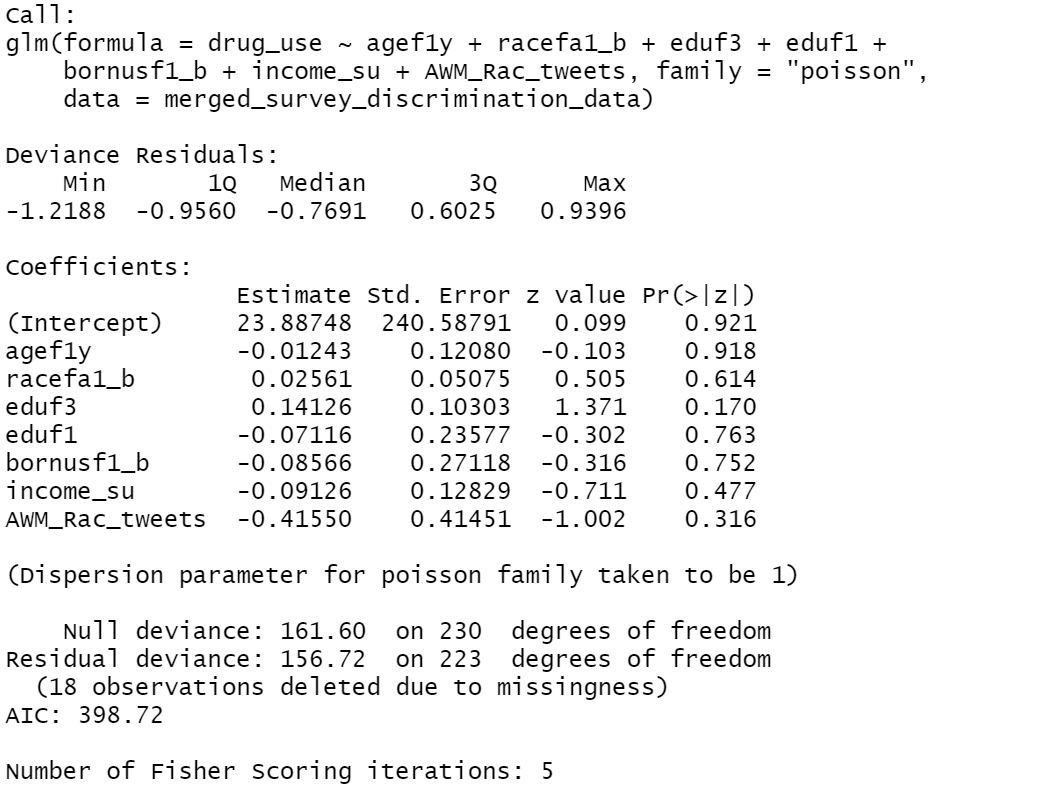 Call:
glm(formula = drug_use ~ agef1y + racefa1_b + eduf3 + eduf1 +
    bornusf1_b + income_su + AWM_Rac_tweets, family = "poisson",
    data = merged_survey_discrimination_data)

Deviance Residuals:
    Min       1Q   Median       3Q      Max
-1.2188  -0.9560  -0.7691   0.6025   0.9396

Coefficients:
                Estimate Std. Error z value Pr(>|z|)
(Intercept)     23.88748  240.58791   0.099    0.921
agef1y          -0.01243    0.12080  -0.103    0.918
racefa1_b        0.02561    0.05075   0.505    0.614
eduf3            0.14126    0.10303   1.371    0.170
eduf1           -0.07116    0.23577  -0.302    0.763
bornusf1_b      -0.08566    0.27118  -0.316    0.752
income_su       -0.09126    0.12829  -0.711    0.477
AWM_Rac_tweets  -0.41550    0.41451  -1.002    0.316

(Dispersion parameter for poisson family taken to be 1)

    Null deviance: 161.60  on 230  degrees of freedom
Residual deviance: 156.72  on 223  degrees of freedom
  (18 observations deleted due to missingness)
AIC: 398.72

Number of Fisher Scoring iterations: 5